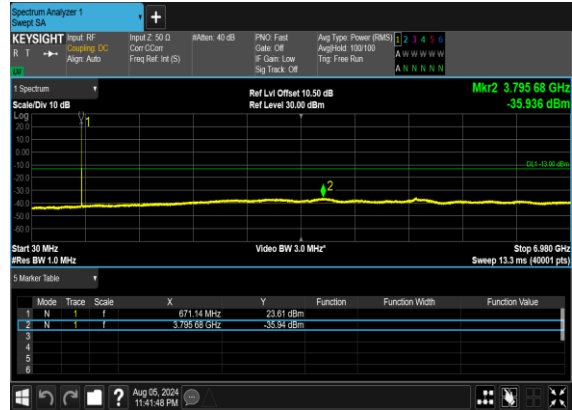 Spectrum Analyzer 1
Swept SA
+
KEYSIGHT Input: RF Input Z: 50 Ω #Atten: 40 dB PNO: Fast Avg Type: Power (RMS) 1 2 3 4 5 6
R T Coupling: DC Corr CCorr Gate: Off Avg|Hold: 100/100 A W W W W W
Align: Auto Freq Ref: Int (S) IF Gain: Low Trig: Free Run
Sig Track: Off A N N N N N
1 Spectrum Ref Lvl Offset 10.50 dB Mkr2 3.795 68 GHz
Scale/Div 10 dB Ref Level 30.00 dBm -35.936 dBm
Log
1
20.0
10.0
0.00
-10.0
DL1 -13.00 dBm
-20.0
-30.0
2
-40.0
-50.0
-60.0
Start 30 MHz Video BW 3.0 MHz* Stop 6.980 GHz
#Res BW 1.0 MHz Sweep 13.3 ms (40001 pts)
5 Marker Table
Mode Trace Scale X Y Function Function Width Function Value
1 N 1 f 671.14 MHz 23.61 dBm
2 N 1 f 3.795 68 GHz -35.94 dBm
3
4
5
6
? Aug 05, 2024
11:41:48 PM